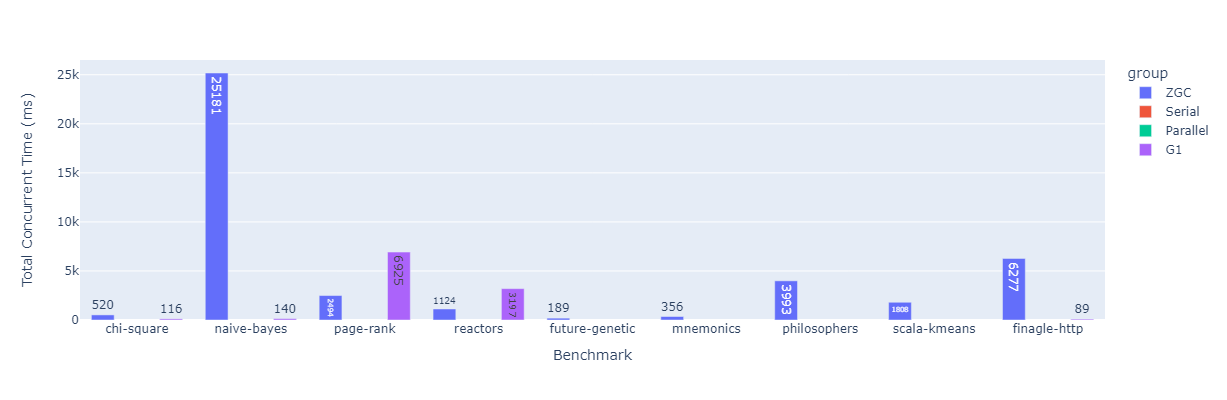 Total Concurrent Time (ms)
25k
20k
15k
10k
5k
0
520
116
25181
140
2494
6925
1124
3197
189
356
3993
1808
6277
89
chi-square
naive-bayes
page-rank
reactors
future-genetic
mnemonics
philosophers
scala-kmeans
finagle-http
Benchmark
group
ZGC
Serial
Parallel
G1